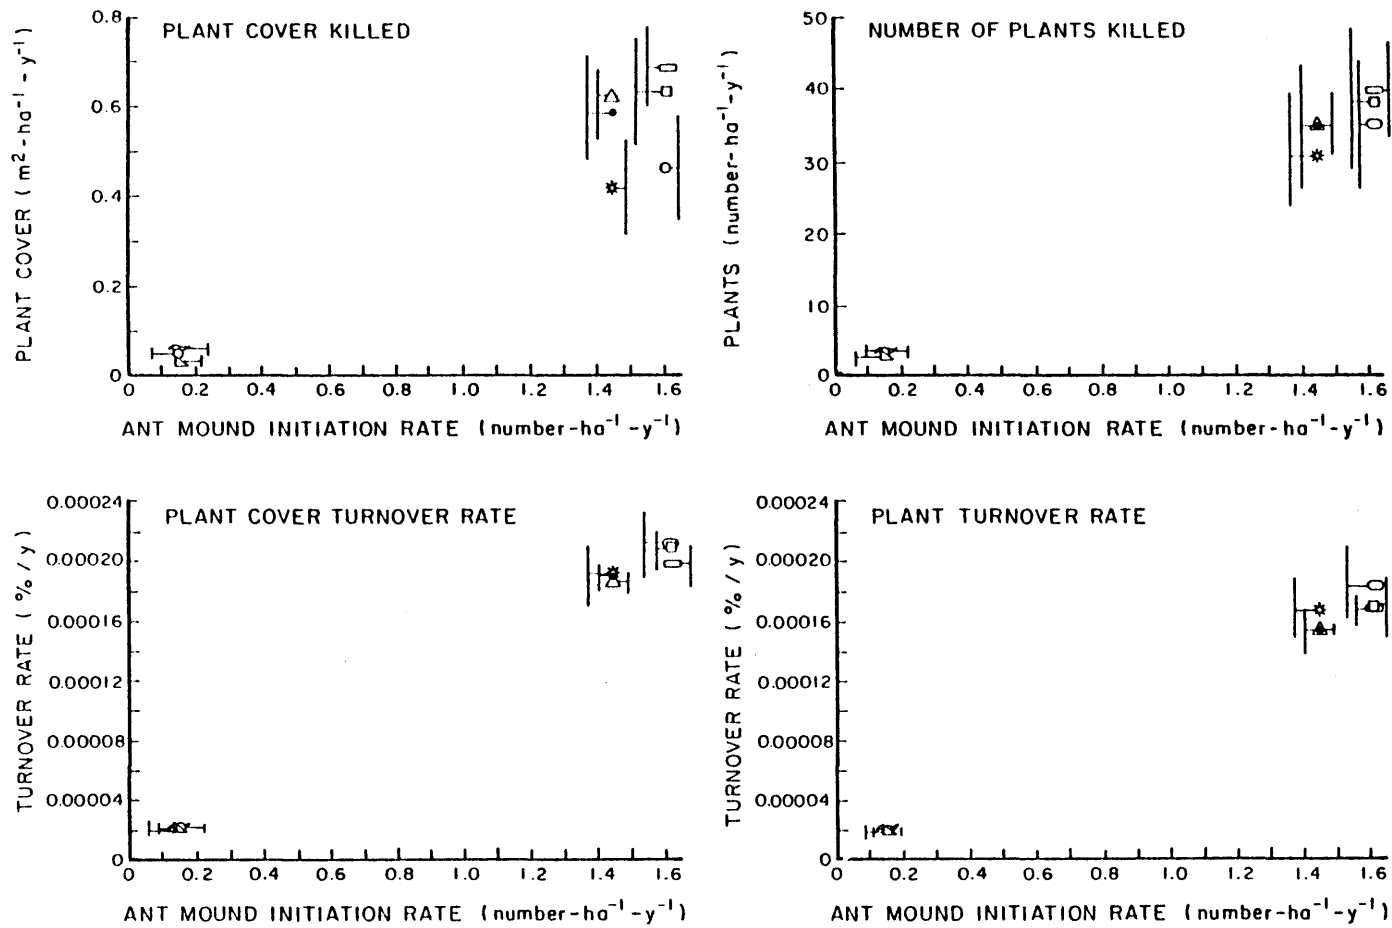 PLANT COVER KILLED
PLANT COVER (m²-ha⁻¹-y⁻¹)
0.8
0.6
0.4
0.2
0
0 0.2 0.4 0.6 0.8 1.0 1.2 1.4 1.6
ANT MOUND INITIATION RATE (number-ha⁻¹-y⁻¹)
NUMBER OF PLANTS KILLED
PLANTS (number-ha⁻¹-y⁻¹)
50
40
30
20
10
0
0 0.2 0.4 0.6 0.8 1.0 1.2 1.4 1.6
ANT MOUND INITIATION RATE (number-ha⁻¹-y⁻¹)
PLANT COVER TURNOVER RATE
TURNOVER RATE (%/y)
0.00024
0.00020
0.00016
0.00012
0.00008
0.00004
0
0 0.2 0.4 0.6 0.8 1.0 1.2 1.4 1.6
ANT MOUND INITIATION RATE (number-ha⁻¹-y⁻¹)
PLANT TURNOVER RATE
TURNOVER RATE (%/y)
0.00024
0.00020
0.00016
0.00012
0.00008
0.00004
0
0 0.2 0.4 0.6 0.8 1.0 1.2 1.4 1.6
ANT MOUND INITIATION RATE (number-ha⁻¹-y⁻¹)